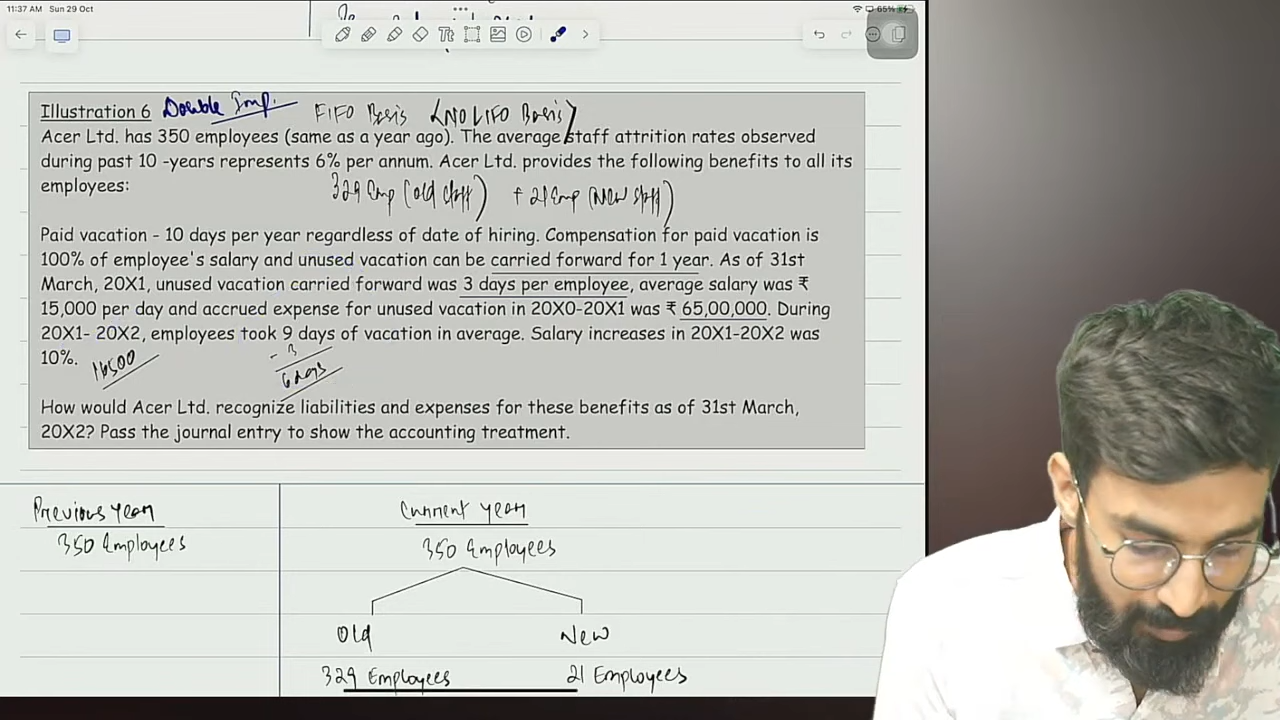 11:37 AM Sun 29 Oct
65%
Illustration 6 Double Imp. FIFO Basis (NO LIFO Basis)
Acer Ltd. has 350 employees (same as a year ago). The average staff attrition rates observed
during past 10 -years represents 6% per annum. Acer Ltd. provides the following benefits to all its
employees:
329 Emp (Old Staff) + 21 Emp (New Staff)
Paid vacation - 10 days per year regardless of date of hiring. Compensation for paid vacation is
100% of employee's salary and unused vacation can be carried forward for 1 year. As of 31st
March, 20X1, unused vacation carried forward was 3 days per employee, average salary was ₹
15,000 per day and accrued expense for unused vacation in 20X0-20X1 was ₹ 65,00,000. During
20X1- 20X2, employees took 9 days of vacation in average. Salary increases in 20X1-20X2 was
10%. 16500
- 3
6 days
How would Acer Ltd. recognize liabilities and expenses for these benefits as of 31st March,
20X2? Pass the journal entry to show the accounting treatment.
Previous year
350 Employees
Current year
350 Employees
Old New
329 Employees 21 Employees